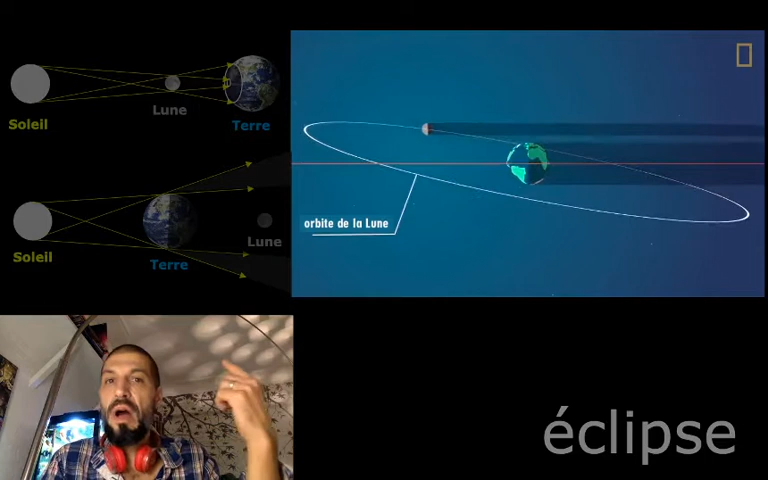 Soleil
Lune
Terre
Soleil
Terre
Lune
orbite de la Lune
éclipse